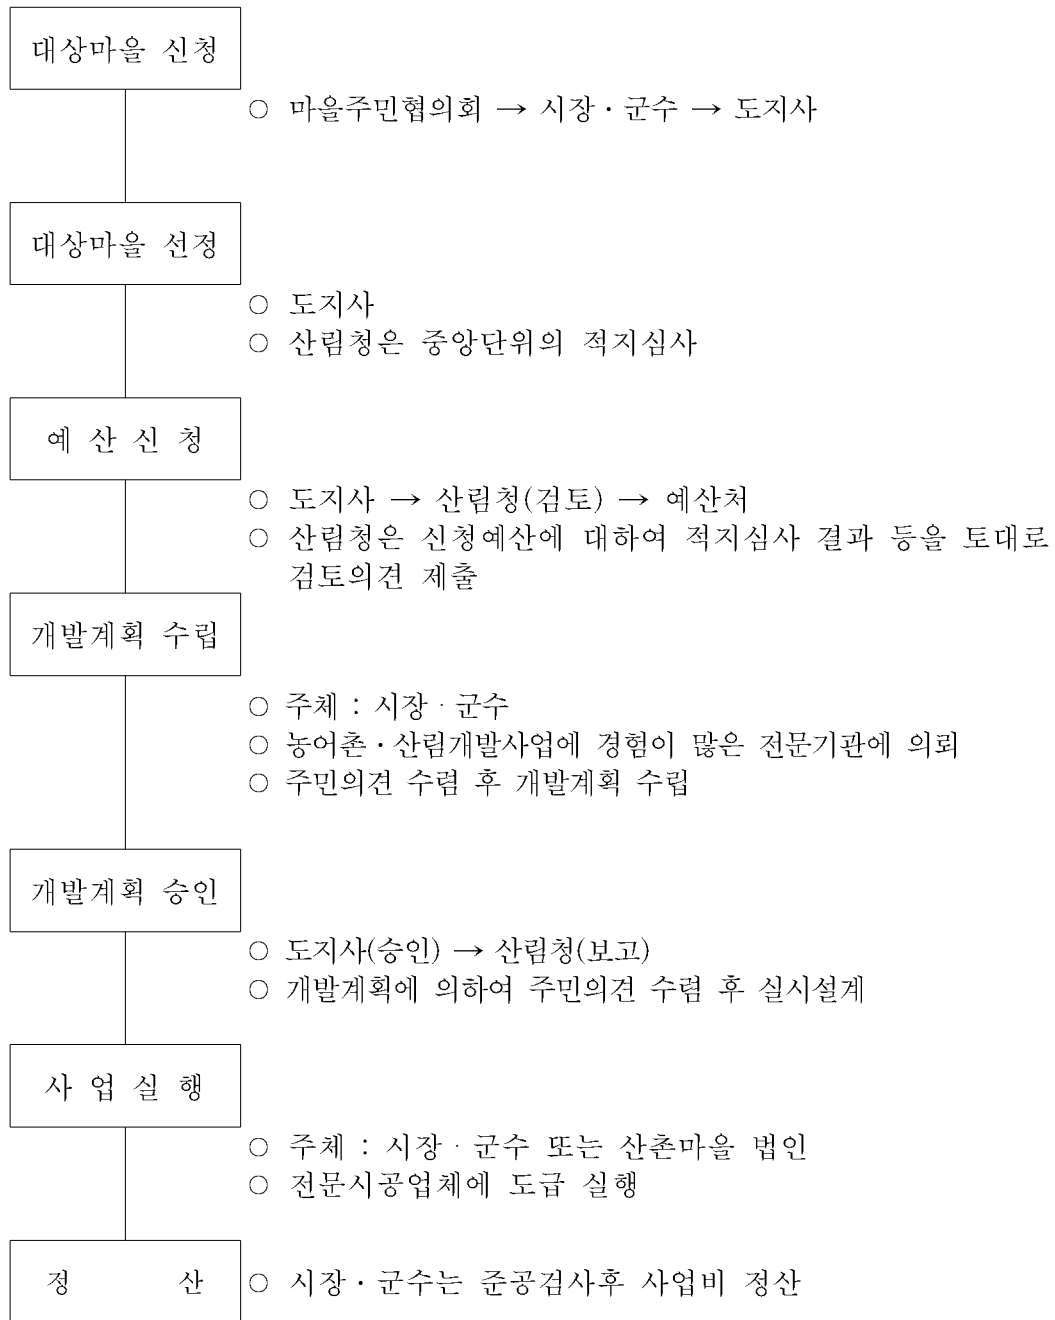 대상마을 신청
○ 마을주민협의회 → 시장・군수 → 도지사
대상마을 선정
○ 도지사
○ 산림청은 중앙단위의 적지심사
예 산 신 청
○ 도지사 → 산림청(검토) → 예산처
○ 산림청은 신청예산에 대하여 적지심사 결과 등을 토대로
검토의견 제출
개발계획 수립
○ 주체 : 시장・군수
○ 농어촌・산림개발사업에 경험이 많은 전문기관에 의뢰
○ 주민의견 수렴 후 개발계획 수립
개발계획 승인
○ 도지사(승인) → 산림청(보고)
○ 개발계획에 의하여 주민의견 수렴 후 실시설계
사 업 실 행
○ 주체 : 시장・군수 또는 산촌마을 법인
○ 전문시공업체에 도급 실행
정 산 ○ 시장・군수는 준공검사후 사업비 정산